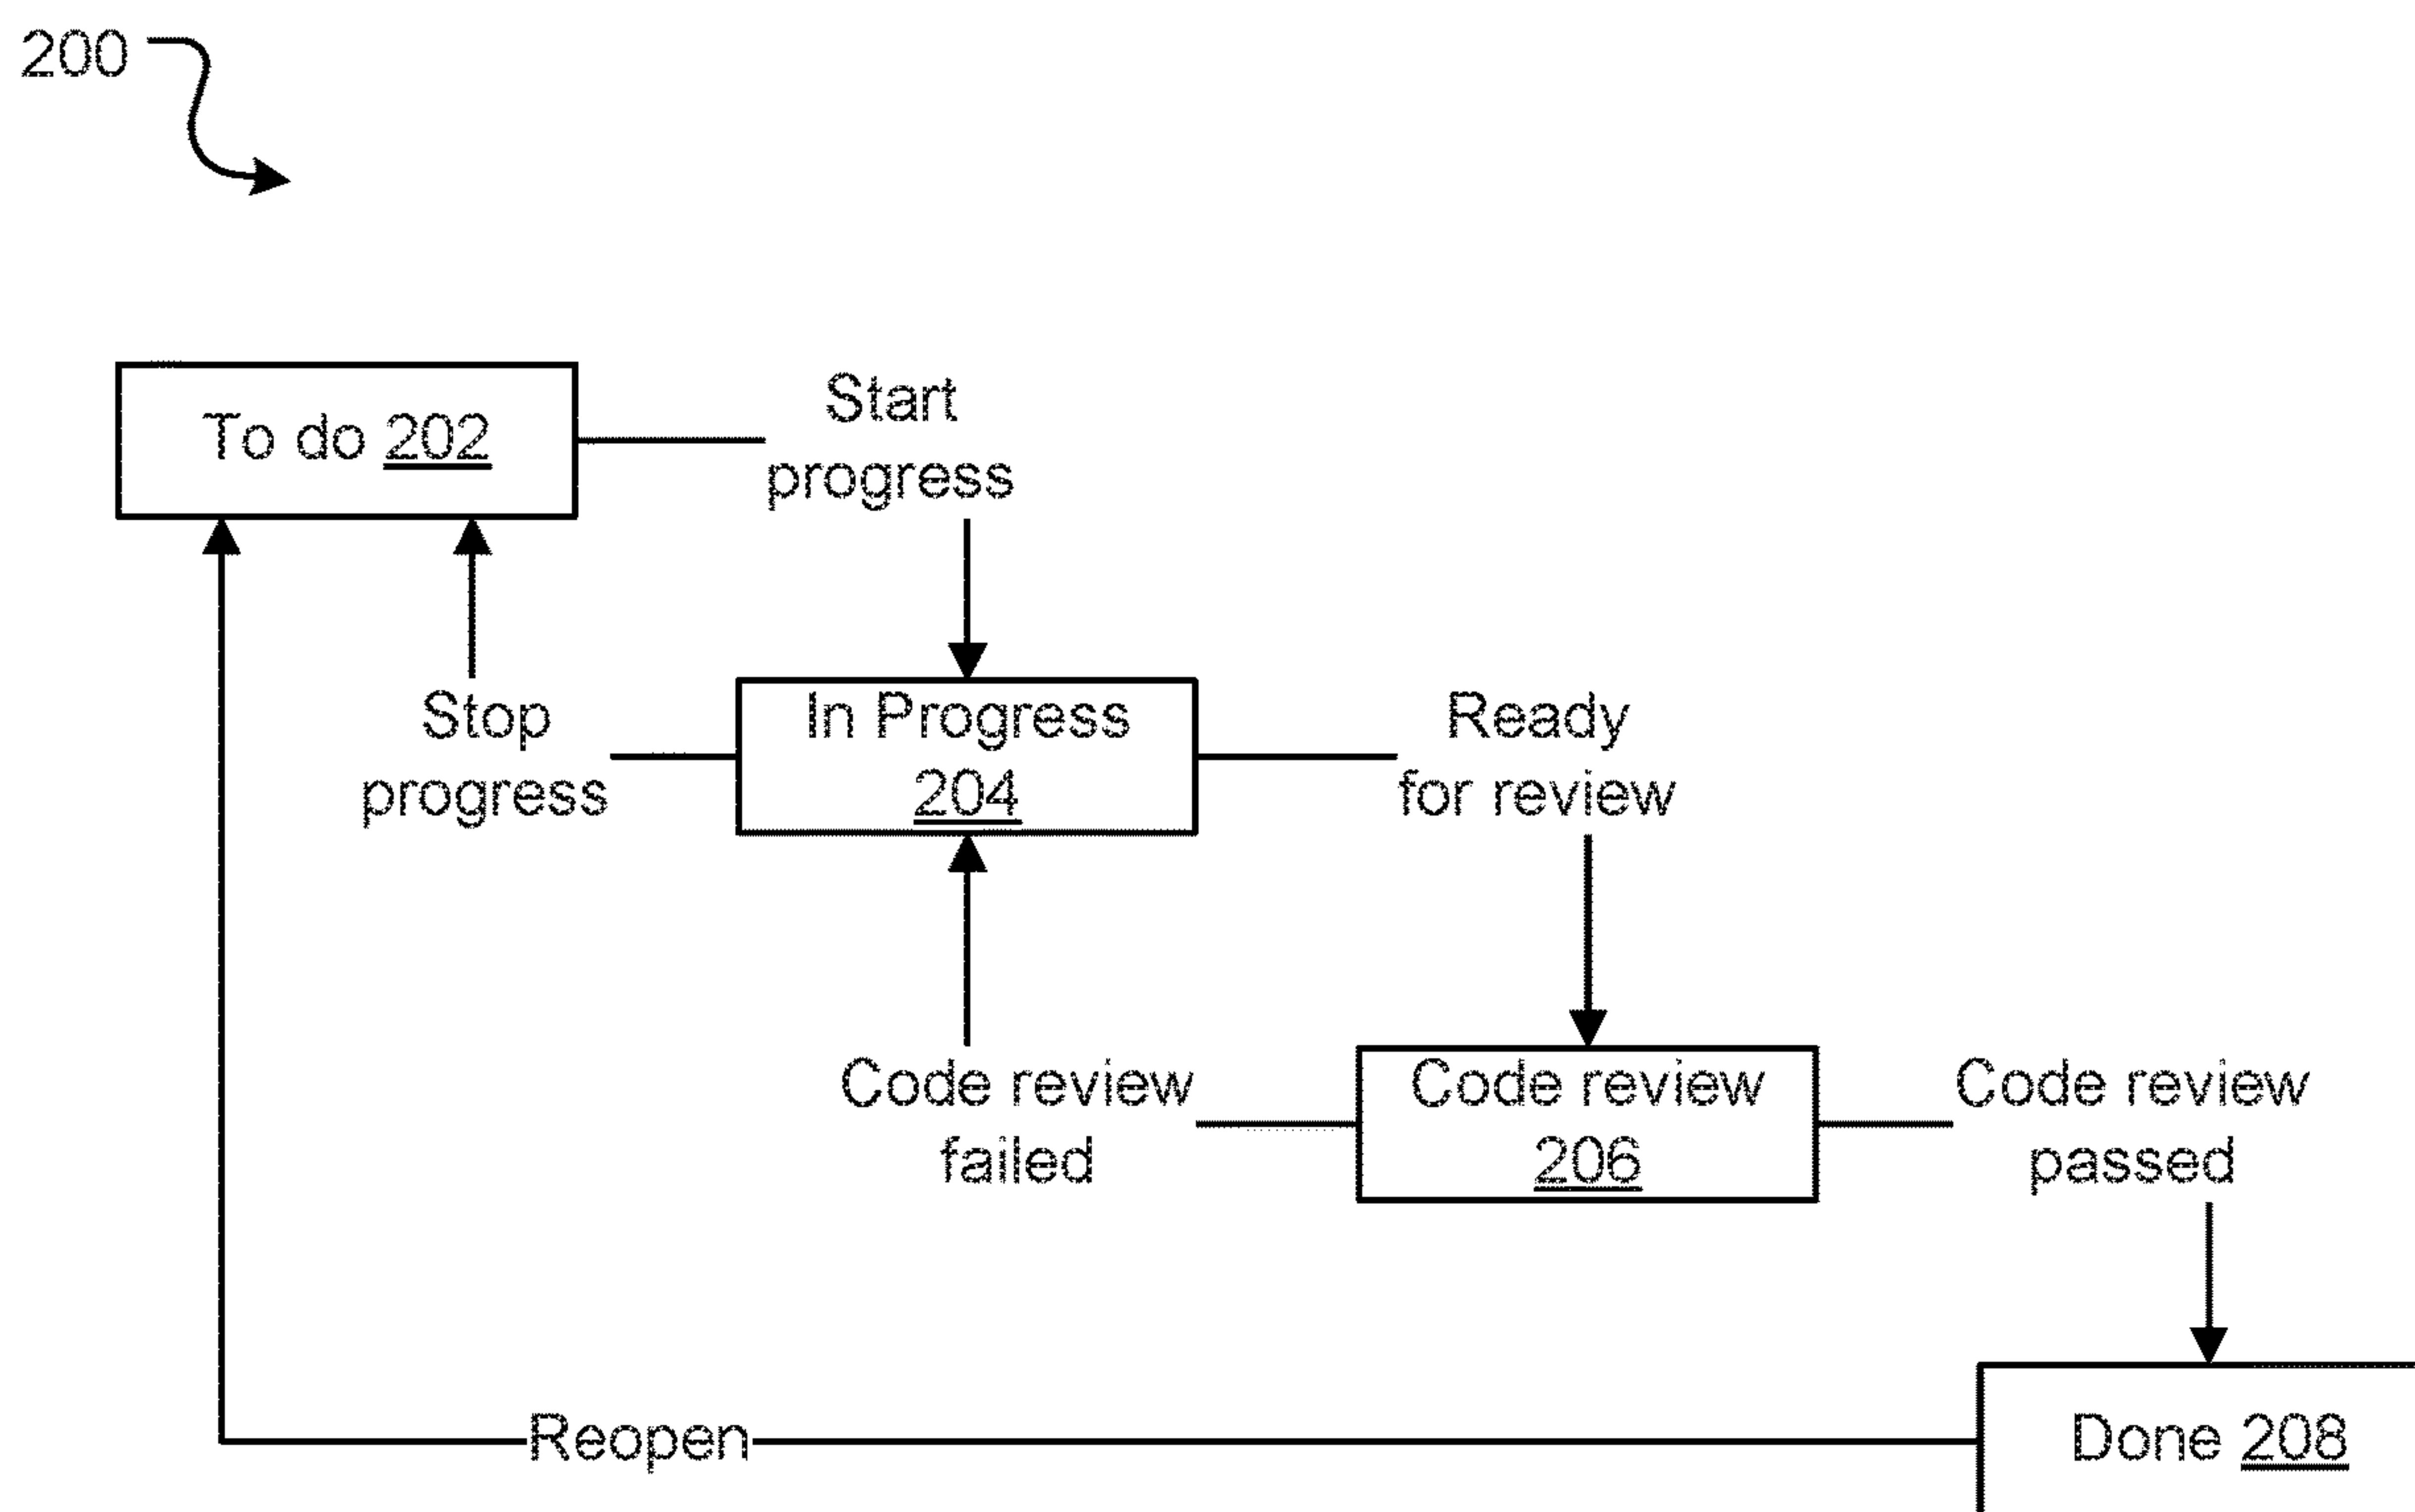 200
To do 202
Start
progress
Stop
progress
In Progress
204
Ready
for review
Code review
failed
Code review
206
Code review
passed
Reopen
Done 208